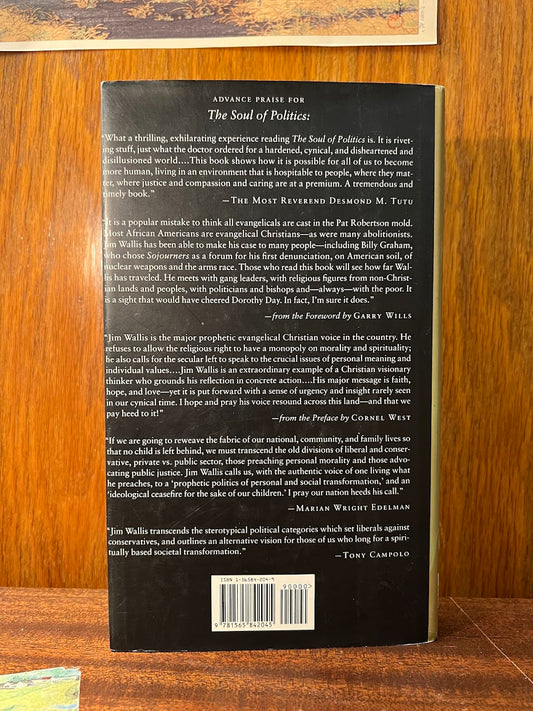 ADVANCE PRAISE FOR
The Soul of Politics:
"What a thrilling, exhilarating experience reading The Soul of Politics is. It is rivet-
ing stuff, just what the doctor ordered for a hardened, cynical, and disheartened and
disillusioned world....This book shows how it is possible for all of us to become
more human, living in an environment that is hospitable to people, where they mat-
ter, where justice and compassion and caring are at a premium. A tremendous and
timely book."
—THE MOST REVEREND DESMOND M. TUTU
"It is a popular mistake to think all evangelicals are cast in the Pat Robertson mold.
Most African Americans are evangelical Christians—as were many abolitionists.
Jim Wallis has been able to make his case to many people—including Billy Graham,
who chose Sojourners as a forum for his first denunciation, on American soil, of
nuclear weapons and the arms race. Those who read this book will see how far Wal-
lis has traveled. He meets with gang leaders, with religious figures from non-Christ-
ian lands and peoples, with politicians and bishops and—always—with the poor. It
is a sight that would have cheered Dorothy Day. In fact, I'm sure it does."
—from the Foreword by GARRY WILLS
"Jim Wallis is the major prophetic evangelical Christian voice in the country. He
refuses to allow the religious right to have a monopoly on morality and spirituality;
he also calls for the secular left to speak to the crucial issues of personal meaning and
individual values....Jim Wallis is an extraordinary example of a Christian visionary
thinker who grounds his reflection in concrete action....His major message is faith,
hope, and love—yet it is put forward with a sense of urgency and insight rarely seen
in our cynical time. I hope and pray his voice resound across this land—and that we
pay heed to it!"
—from the Preface by CORNEL WEST
"If we are going to reweave the fabric of our national, community, and family lives so
that no child is left behind, we must transcend the old divisions of liberal and conser-
vative, private vs. public sector, those preaching personal morality and those advo-
cating public justice. Jim Wallis calls us, with the authentic voice of one living what
he preaches, to a 'prophetic politics of personal and social transformation,' and an
'ideological ceasefire for the sake of our children.' I pray our nation heeds his call."
—MARIAN WRIGHT EDELMAN
"Jim Wallis transcends the sterotypical political categories which set liberals against
conservatives, and outlines an alternative vision for those of us who long for a spiri-
tually based societal transformation."
—TONY CAMPOLO
ISBN 1-56584-204-9
90000>
9 781565 842045